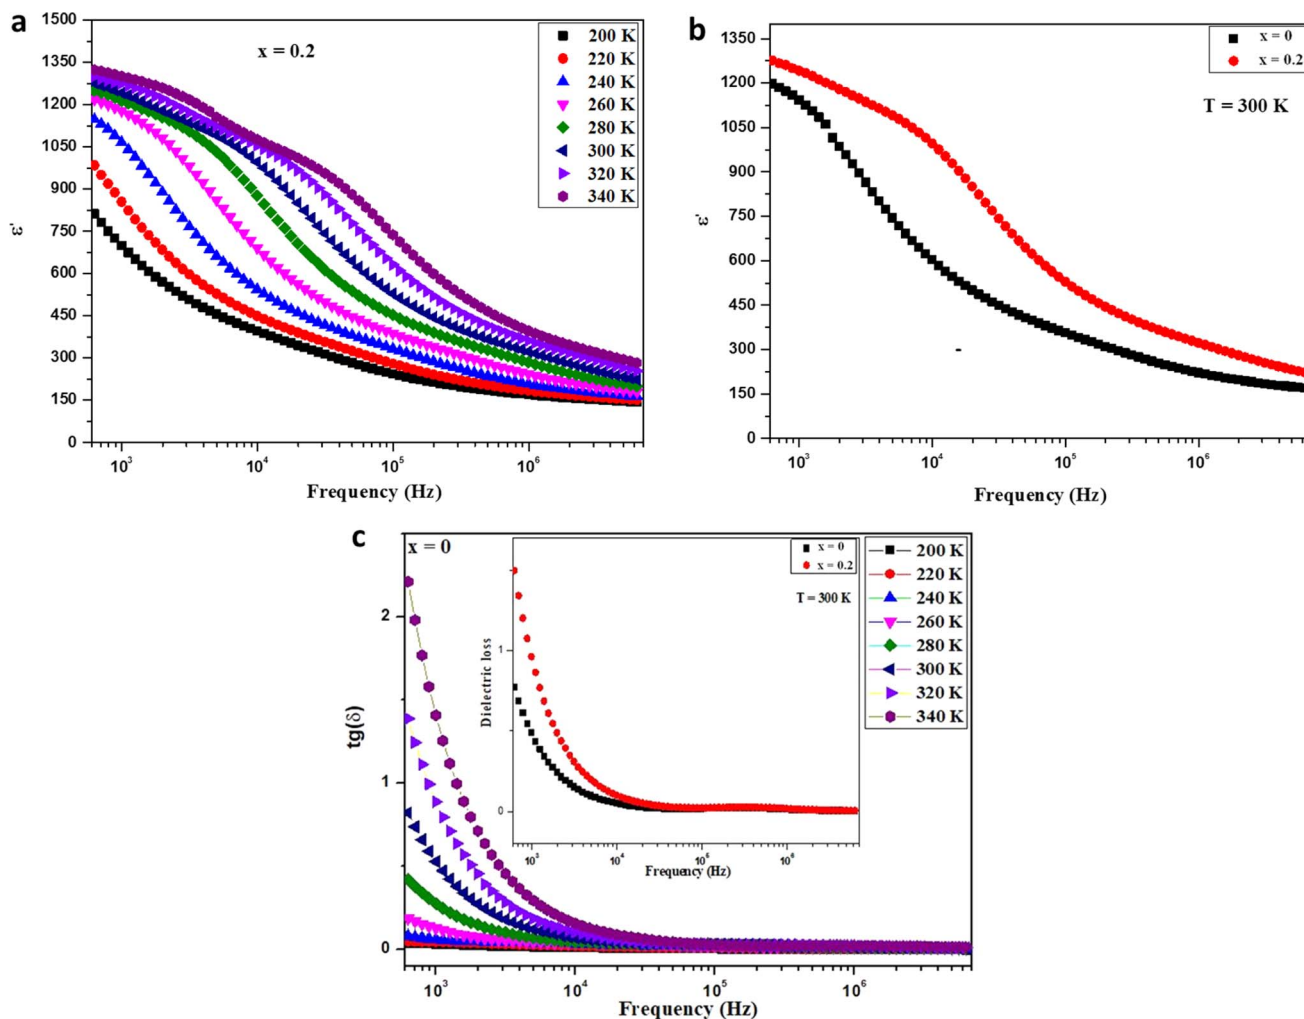 a
x = 0.2
1500
1350
1200
1050
900
750
600
450
300
150
0
ε'
200 K
220 K
240 K
260 K
280 K
300 K
320 K
340 K
10³
10⁴
10⁵
10⁶
Frequency (Hz)
b
1350
1200
1050
900
750
600
450
300
150
0
ε'
x = 0
x = 0.2
T = 300 K
10³
10⁴
10⁵
10⁶
Frequency (Hz)
c
x = 0
2
1
0
tg(δ)
1
0
Dielectric loss
x = 0
x = 0.2
T = 300 K
10³
10⁴
10⁵
10⁶
Frequency (Hz)
200 K
220 K
240 K
260 K
280 K
300 K
320 K
340 K
10³
10⁴
10⁵
10⁶
Frequency (Hz)